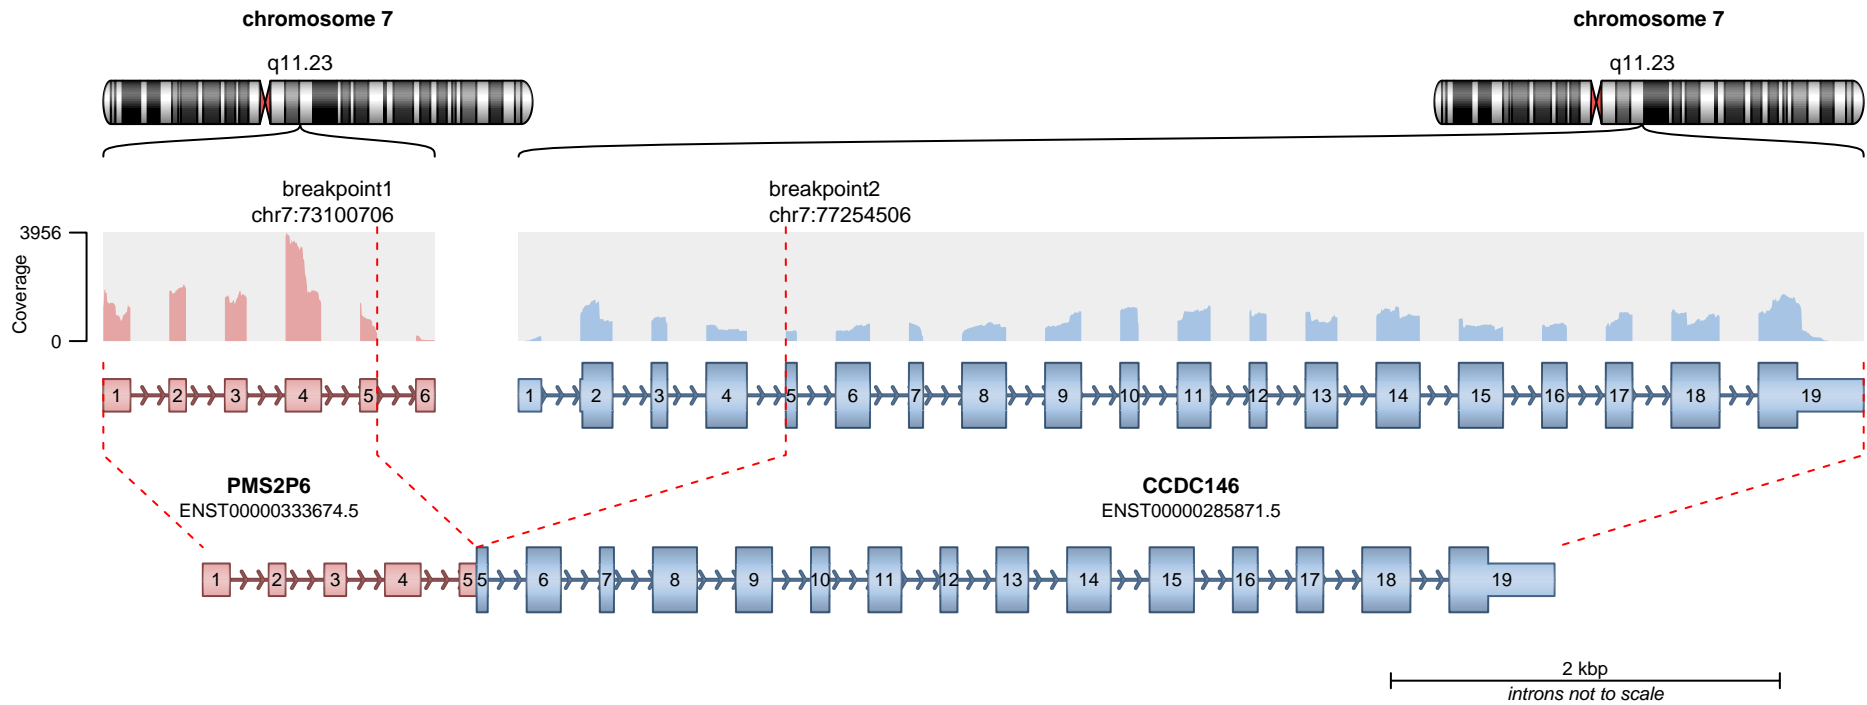 chromosome 7
chromosome 7
q11.23
q11.23
breakpoint1
chr7:73100706
breakpoint2
chr7:77254506
3956
Coverage
0
1 2 3 4 5 6
1 2 3 4 5 6 7 8 9 10 11 12 13 14 15 16 17 18 19
PMS2P6
ENST00000333674.5
CCDC146
ENST00000285871.5
1 2 3 4 5 5 6 7 8 9 10 11 12 13 14 15 16 17 18 19
2 kbp
introns not to scale